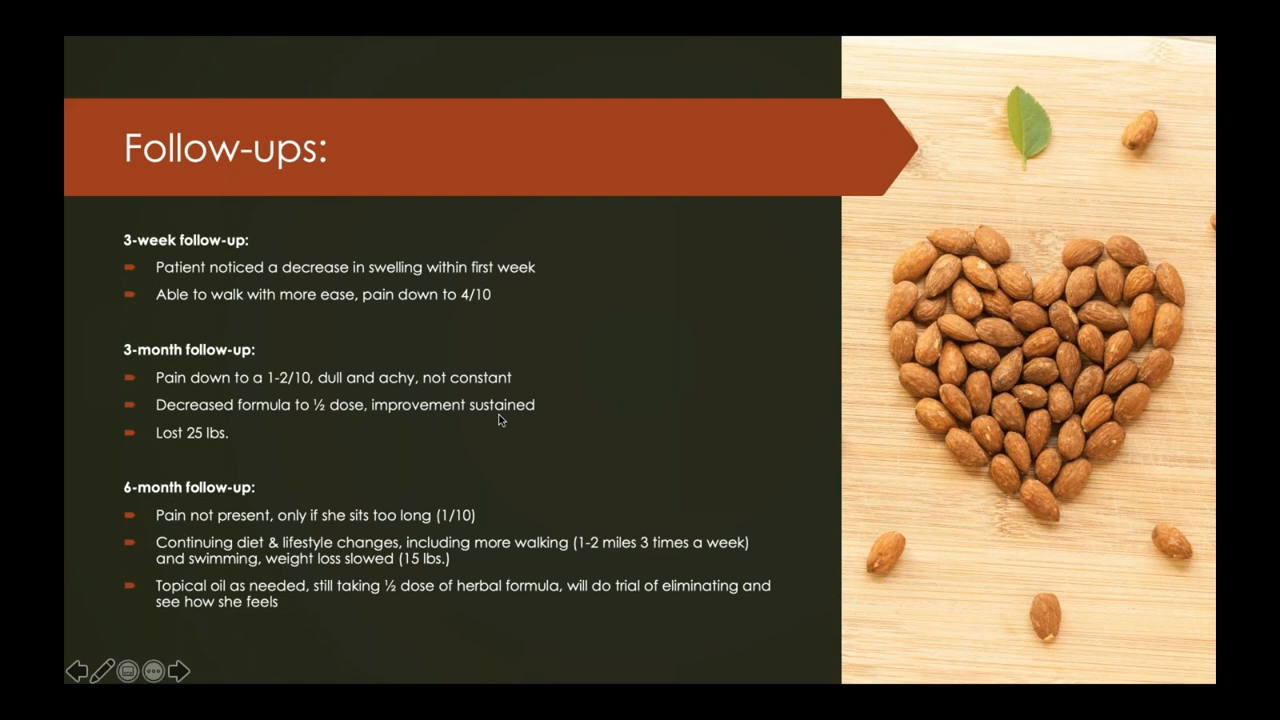 Follow-ups:
3-week follow-up:
Patient noticed a decrease in swelling within first week
Able to walk with more ease, pain down to 4/10
3-month follow-up:
Pain down to a 1-2/10, dull and achy, not constant
Decreased formula to ½ dose, improvement sustained
Lost 25 lbs.
6-month follow-up:
Pain not present, only if she sits too long (1/10)
Continuing diet & lifestyle changes, including more walking (1-2 miles 3 times a week)
and swimming, weight loss slowed (15 lbs.)
Topical oil as needed, still taking ½ dose of herbal formula, will do trial of eliminating and
see how she feels